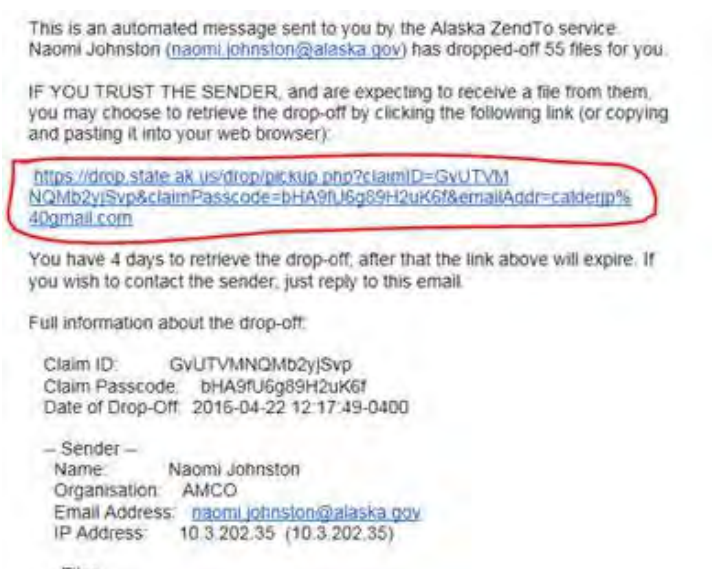 This is an automated message sent to you by the Alaska ZendTo service.
Naomi Johnston (naomi.johnston@alaska.gov) has dropped-off 55 files for you.
IF YOU TRUST THE SENDER, and are expecting to receive a file from them,
you may choose to retrieve the drop-off by clicking the following link (or copying
and pasting it into your web browser):
https://drop.state.ak.us/drop/pickup.php?claimID=GvUTVM
NQMb2yjSvp&claimPasscode=bHA9fU6g89H2uK6f&emailAddr=calderjp%
40gmail.com
You have 4 days to retrieve the drop-off; after that the link above will expire. If
you wish to contact the sender, just reply to this email.
Full information about the drop-off:
Claim ID: GvUTVMNQMb2yjSvp
Claim Passcode: bHA9fU6g89H2uK6f
Date of Drop-Off: 2016-04-22 12:17:49-0400
-- Sender --
Name: Naomi Johnston
Organisation: AMCO
Email Address: naomi.johnston@alaska.gov
IP Address: 10.3.202.35 (10.3.202.35)